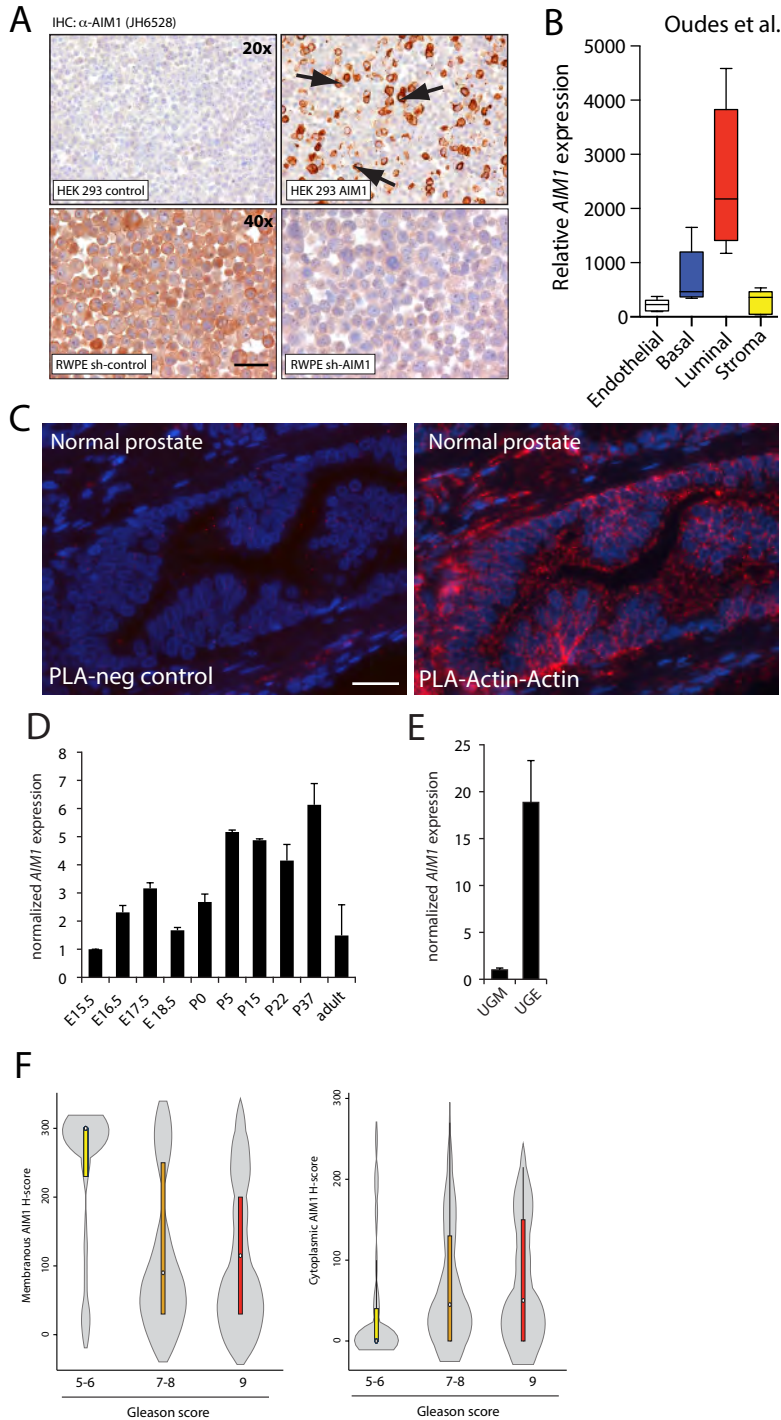 A
IHC: α-AIM1 (JH6528)
20x
HEK 293 control
HEK 293 AIM1
40x
RWPE sh-control
RWPE sh-AIM1
B
Oudes et al.
Relative AIM1 expression
5000
4000
3000
2000
1000
0
Endothelial
Basal
Luminal
Stroma
C
Normal prostate
PLA-neg control
Normal prostate
PLA-Actin-Actin
D
normalized AIM1 expression
8
7
6
5
4
3
2
1
0
E15.5
E16.5
E17.5
E 18.5
P0
P5
P15
P22
P37
adult
E
normalized AIM1 expression
25
20
15
10
5
0
UGM
UGE
F
Membranous AIM1 H-score
300
200
100
0
5-6
7-8
9
Gleason score
Cytoplasmic AIM1 H-score
300
200
100
0
5-6
7-8
9
Gleason score